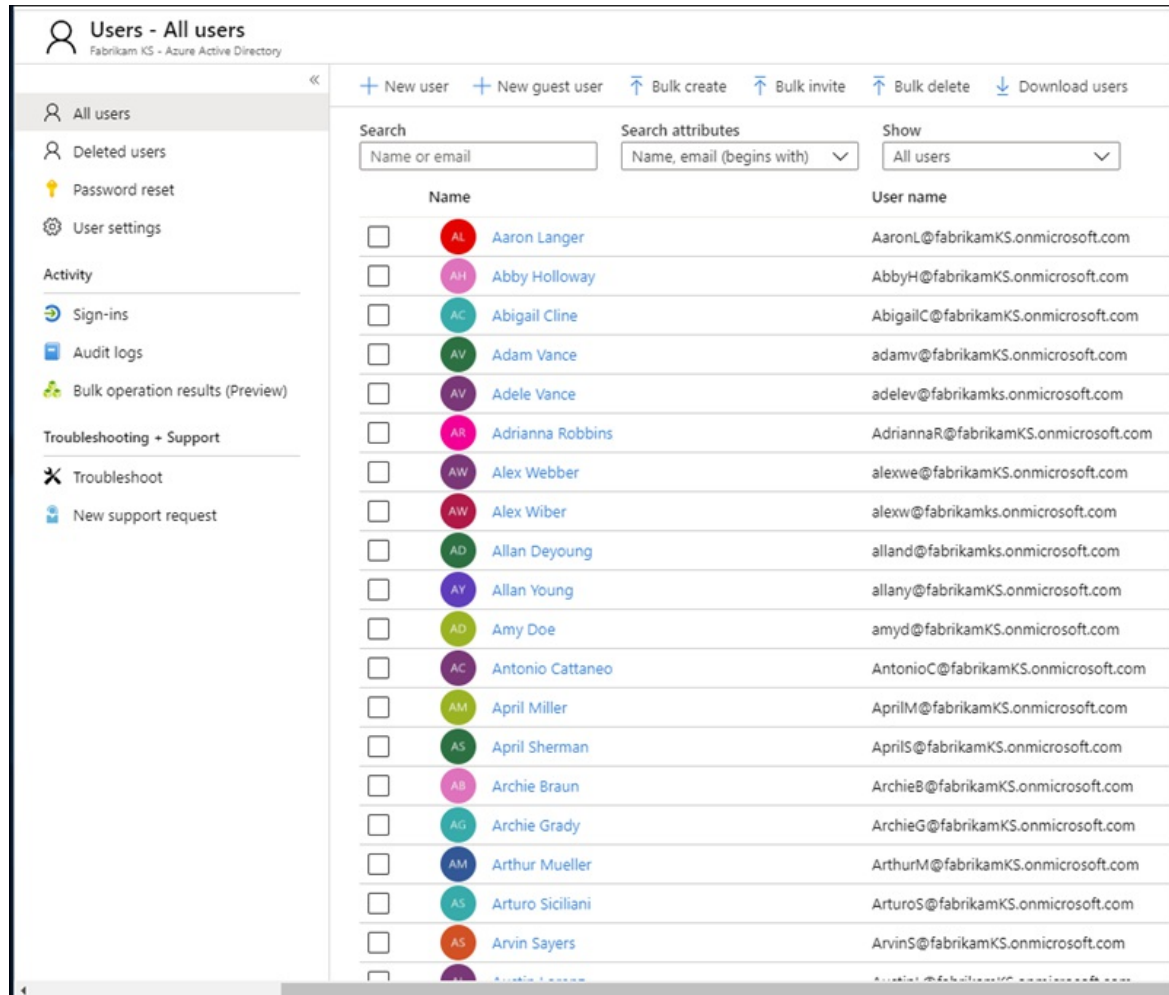 Users - All users
Fabrikam KS - Azure Active Directory
«
All users
Deleted users
Password reset
User settings
Activity
Sign-ins
Audit logs
Bulk operation results (Preview)
Troubleshooting + Support
Troubleshoot
New support request
New user New guest user Bulk create Bulk invite Bulk delete Download users
Search Search attributes Show
Name or email Name, email (begins with) All users
Name User name
AL Aaron Langer AaronL@fabrikamKS.onmicrosoft.com
AH Abby Holloway AbbyH@fabrikamKS.onmicrosoft.com
AC Abigail Cline AbigailC@fabrikamKS.onmicrosoft.com
AV Adam Vance adamv@fabrikamKS.onmicrosoft.com
AV Adele Vance adelev@fabrikamks.onmicrosoft.com
AR Adrianna Robbins AdriannaR@fabrikamKS.onmicrosoft.com
AW Alex Webber alexwe@fabrikamKS.onmicrosoft.com
AW Alex Wiber alexw@fabrikamks.onmicrosoft.com
AD Allan Deyoung alland@fabrikamks.onmicrosoft.com
AY Allan Young allany@fabrikamKS.onmicrosoft.com
AD Amy Doe amyd@fabrikamKS.onmicrosoft.com
AC Antonio Cattaneo AntonioC@fabrikamKS.onmicrosoft.com
AM April Miller AprilM@fabrikamKS.onmicrosoft.com
AS April Sherman AprilS@fabrikamKS.onmicrosoft.com
AB Archie Braun ArchieB@fabrikamKS.onmicrosoft.com
AG Archie Grady ArchieG@fabrikamKS.onmicrosoft.com
AM Arthur Mueller ArthurM@fabrikamKS.onmicrosoft.com
AS Arturo Siciliani ArturoS@fabrikamKS.onmicrosoft.com
AS Arvin Sayers ArvinS@fabrikamKS.onmicrosoft.com